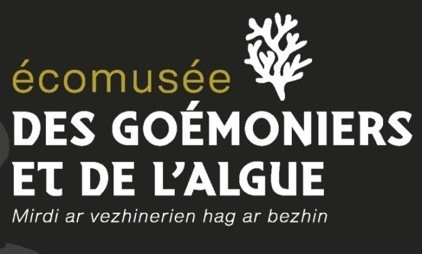 écomusée
DES GOÉMONIERS
ET DE L'ALGUE
Mirdi ar vezhinerien hag ar bezhin